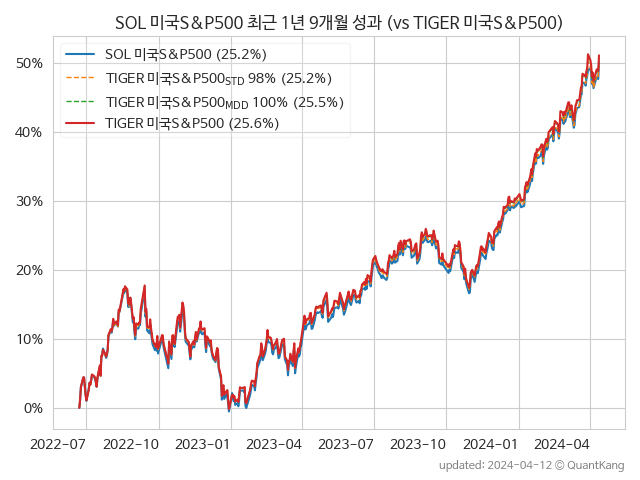 SOL 미국S&P500 최근 1년 9개월 성과 (vs TIGER 미국S&P500)
SOL 미국S&P500 (25.2%)
TIGER 미국S&P500STD 98% (25.2%)
TIGER 미국S&P500MDD 100% (25.5%)
TIGER 미국S&P500 (25.6%)
50%
40%
30%
20%
10%
0%
2022-07 2022-10 2023-01 2023-04 2023-07 2023-10 2024-01 2024-04
updated: 2024-04-12 © QuantKang